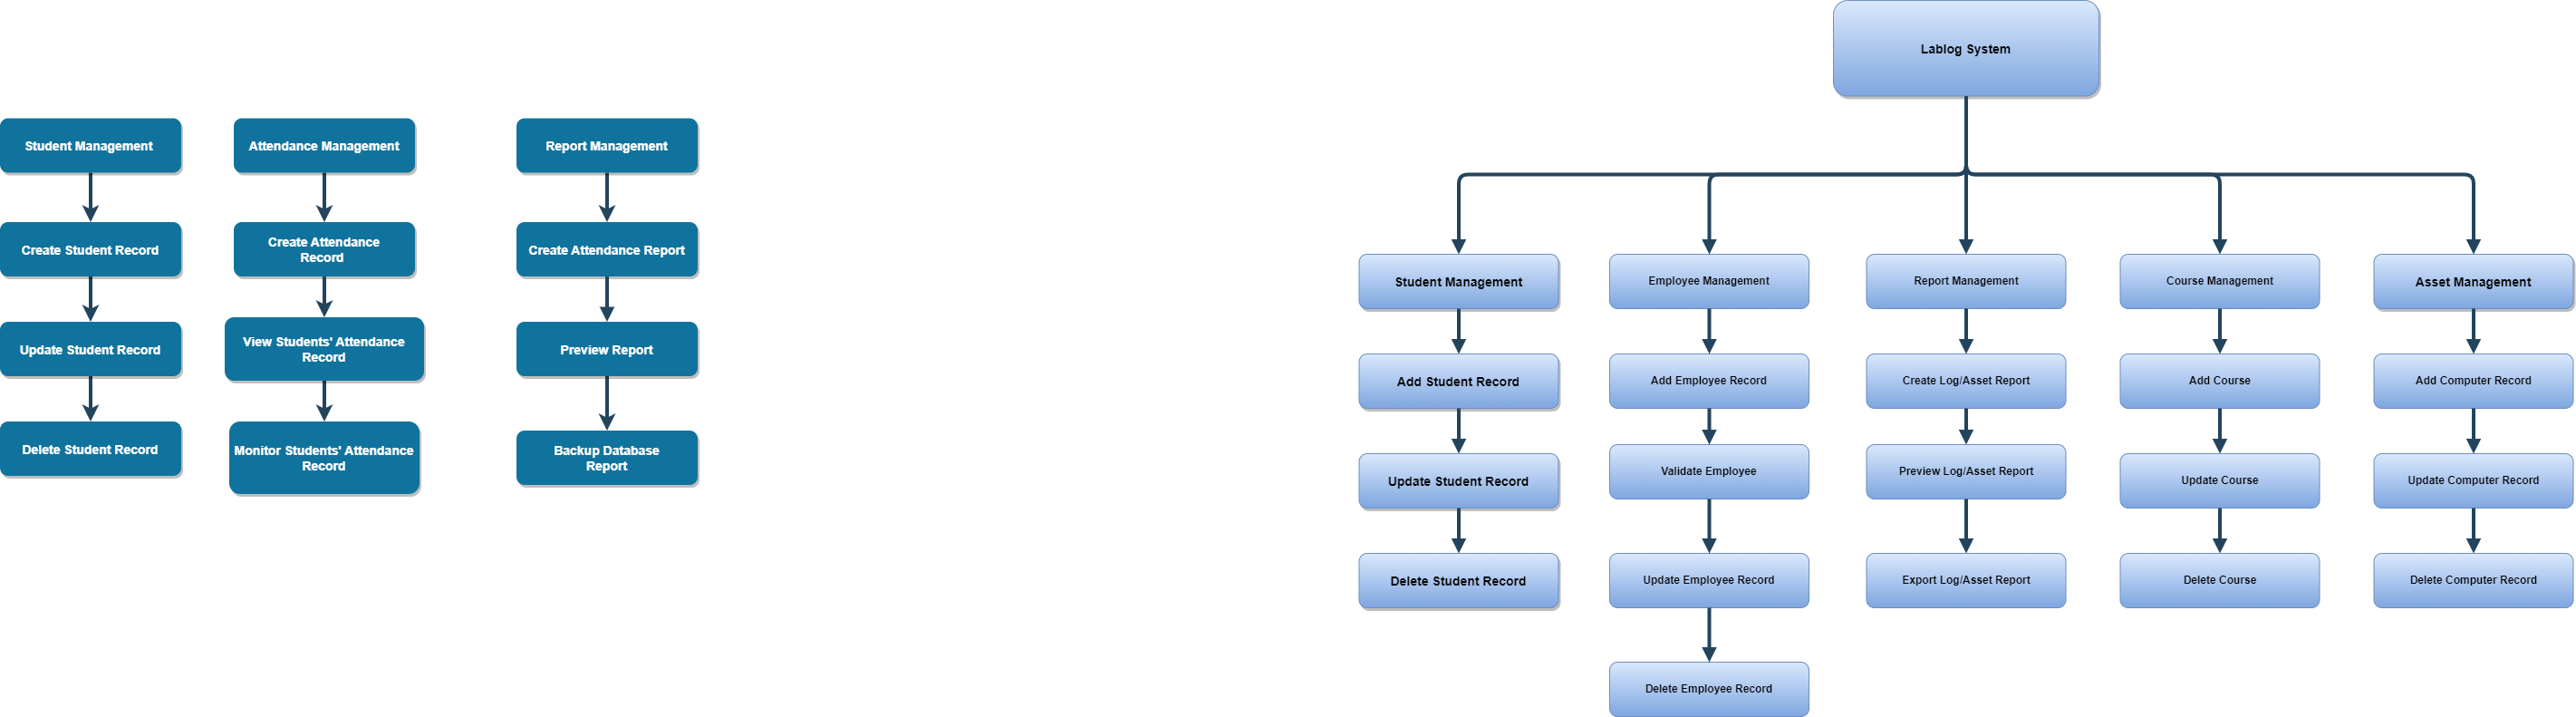 Student Management
Create Student Record
Update Student Record
Delete Student Record
Attendance Management
Create Attendance
Record
View Students' Attendance
Record
Monitor Students' Attendance
Record
Report Management
Create Attendance Report
Preview Report
Backup Database
Report
Lablog System
Student Management
Add Student Record
Update Student Record
Delete Student Record
Employee Management
Add Employee Record
Validate Employee
Update Employee Record
Delete Employee Record
Report Management
Create Log/Asset Report
Preview Log/Asset Report
Export Log/Asset Report
Course Management
Add Course
Update Course
Delete Course
Asset Management
Add Computer Record
Update Computer Record
Delete Computer Record